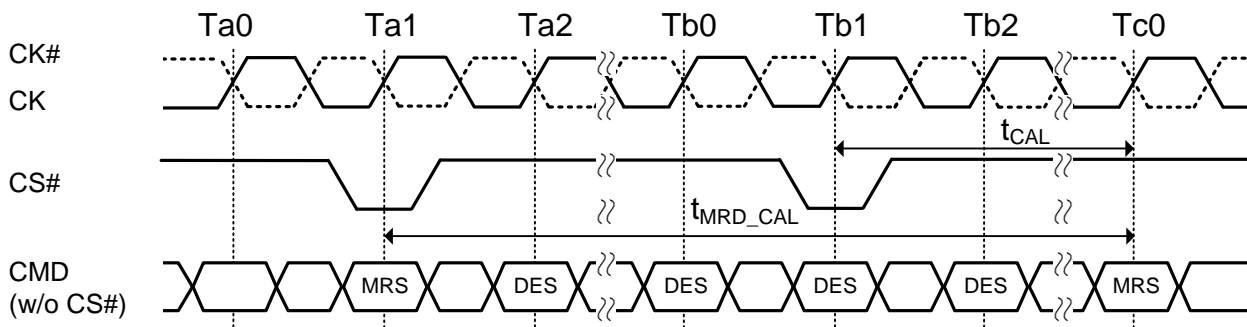 Ta0 Ta1 Ta2 Tb0 Tb1 Tb2 Tc0
CK#
CK
tCAL
CS#
tMRD_CAL
CMD
(w/o CS#)
MRS DES DES DES DES MRS